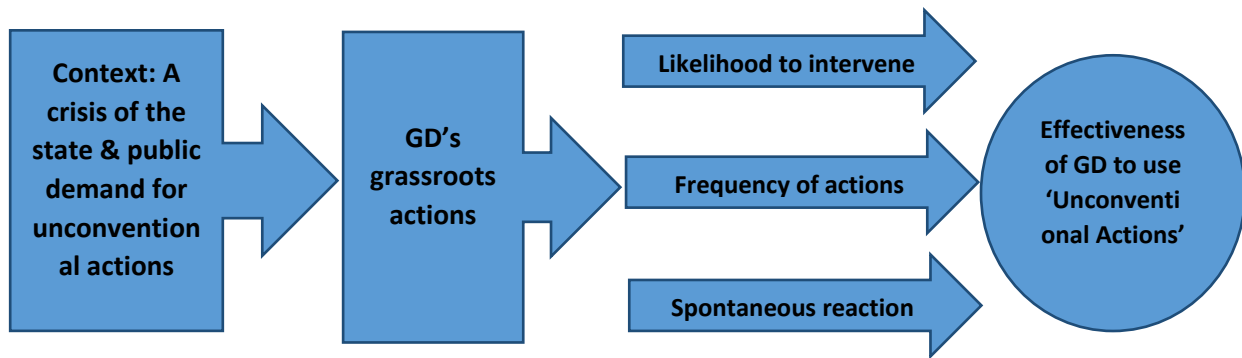 Context: A
crisis of the
state & public
demand for
unconvention
al actions
GD’s
grassroots
actions
Likelihood to intervene
Frequency of actions
Spontaneous reaction
Effectiveness
of GD to use
‘Unconventi
onal Actions’